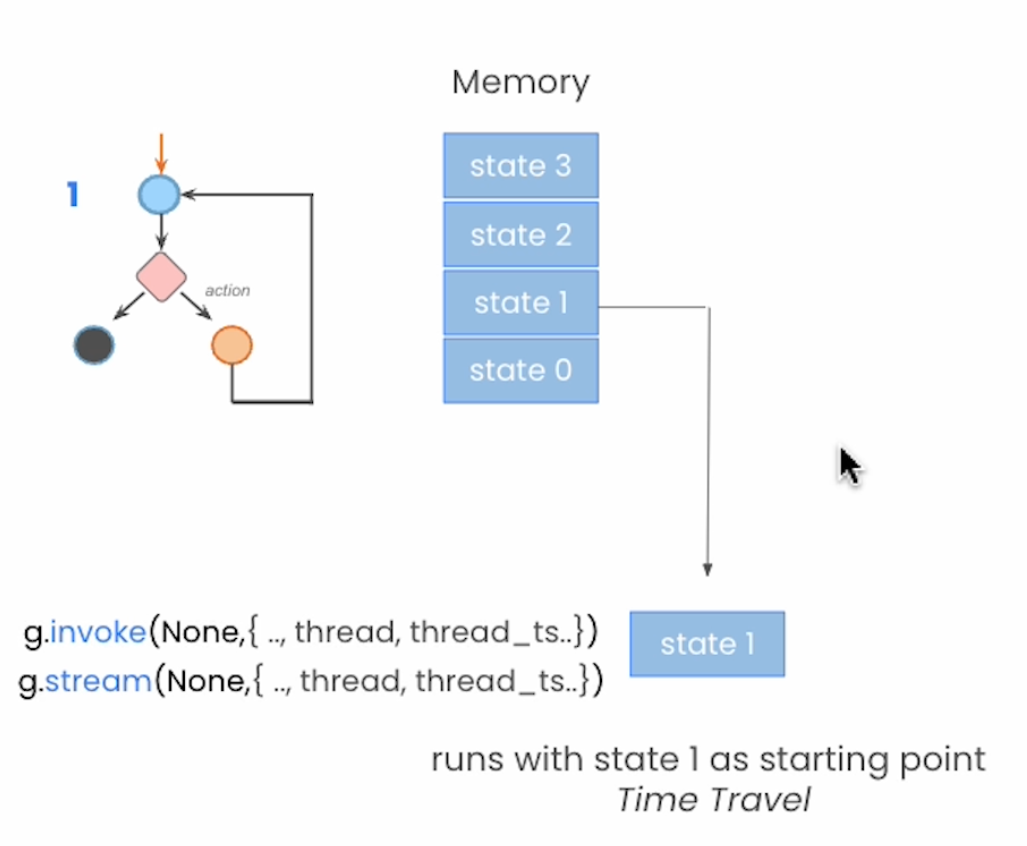 Memory
1
action
state 3
state 2
state 1
state 0
g.invoke(None,{ .., thread, thread_ts..})
g.stream(None,{ .., thread, thread_ts..})
state 1
runs with state 1 as starting point
Time Travel